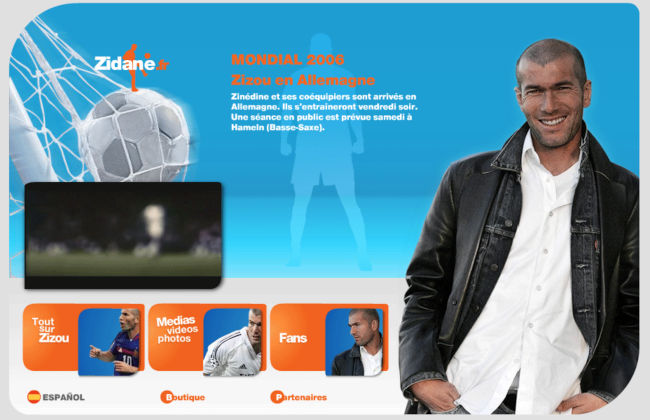 Zidane.fr
MONDIAL 2006
Zizou en Allemagne
Zinédine et ses coéquipiers sont arrivés en
Allemagne. Ils s'entraîneront vendredi soir.
Une séance en public est prévue samedi à
Hameln (Basse-Saxe).
Tout
sur
Zizou
Medias
videos
photos
Fans
10
ESPAÑOL
Boutique
Partenaires